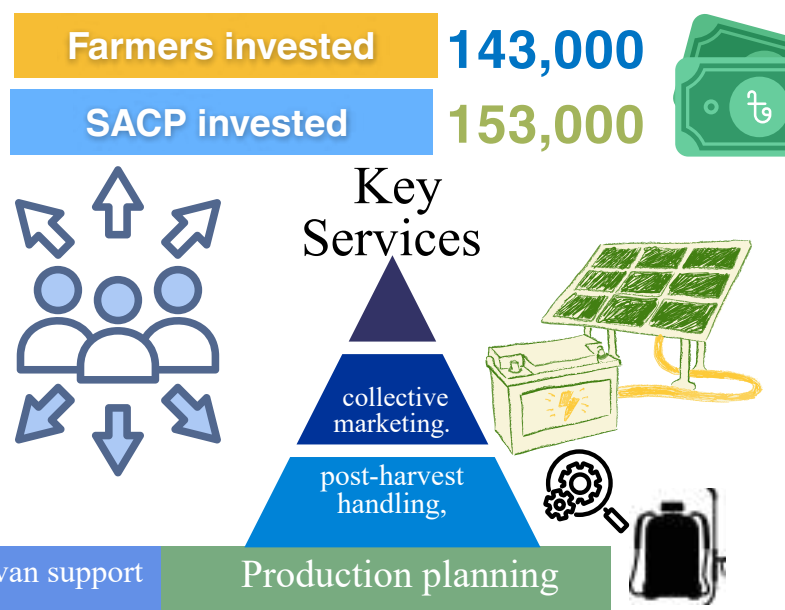 Farmers invested 143,000
SACP invested 153,000
৳
Key
Services
collective
marketing.
post-harvest
handling,
van support
Production planning